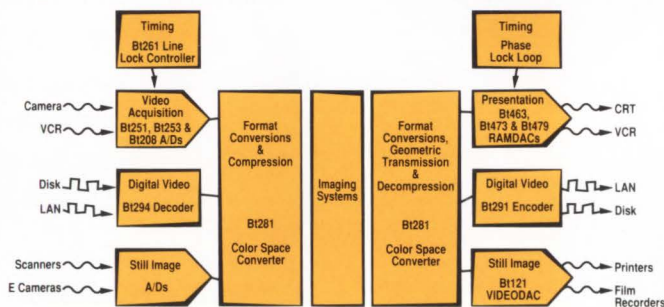 Timing
Bt261 Line
Lock Controller
Timing
Phase
Lock Loop
Camera
VCR
Video
Acquisition
Bt251, Bt253 &
Bt208 A/Ds
Format
Conversions
&
Compression
Bt281
Color Space
Converter
Imaging
Systems
Format
Conversions,
Geometric
Transmission
&
Decompression
Bt281
Color Space
Converter
Presentation
Bt463,
Bt473 & Bt479
RAMDACs
CRT
VCR
Disk
LAN
Digital Video
Bt294 Decoder
Digital Video
Bt291 Encoder
LAN
Disk
Scanners
E Cameras
Still Image
A/Ds
Still Image
Bt121
VIDEODAC
Printers
Film
Recorders